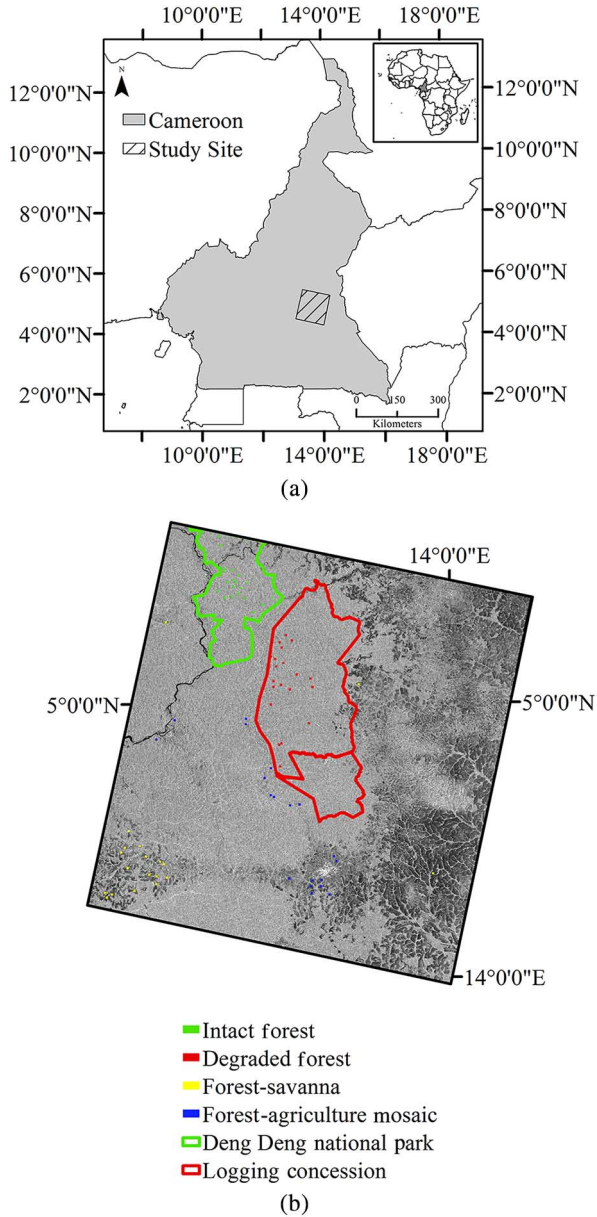 10°0'0"E 14°0'0"E 18°0'0"E
N
12°0'0"N 12°0'0"N
Cameroon
Study Site
10°0'0"N 10°0'0"N
8°0'0"N 8°0'0"N
6°0'0"N 6°0'0"N
4°0'0"N 4°0'0"N
2°0'0"N 2°0'0"N
0 150 300
Kilometers
10°0'0"E 14°0'0"E 18°0'0"E
(a)
14°0'0"E
5°0'0"N 5°0'0"N
14°0'0"E
Intact forest
Degraded forest
Forest-savanna
Forest-agriculture mosaic
Deng Deng national park
Logging concession
(b)